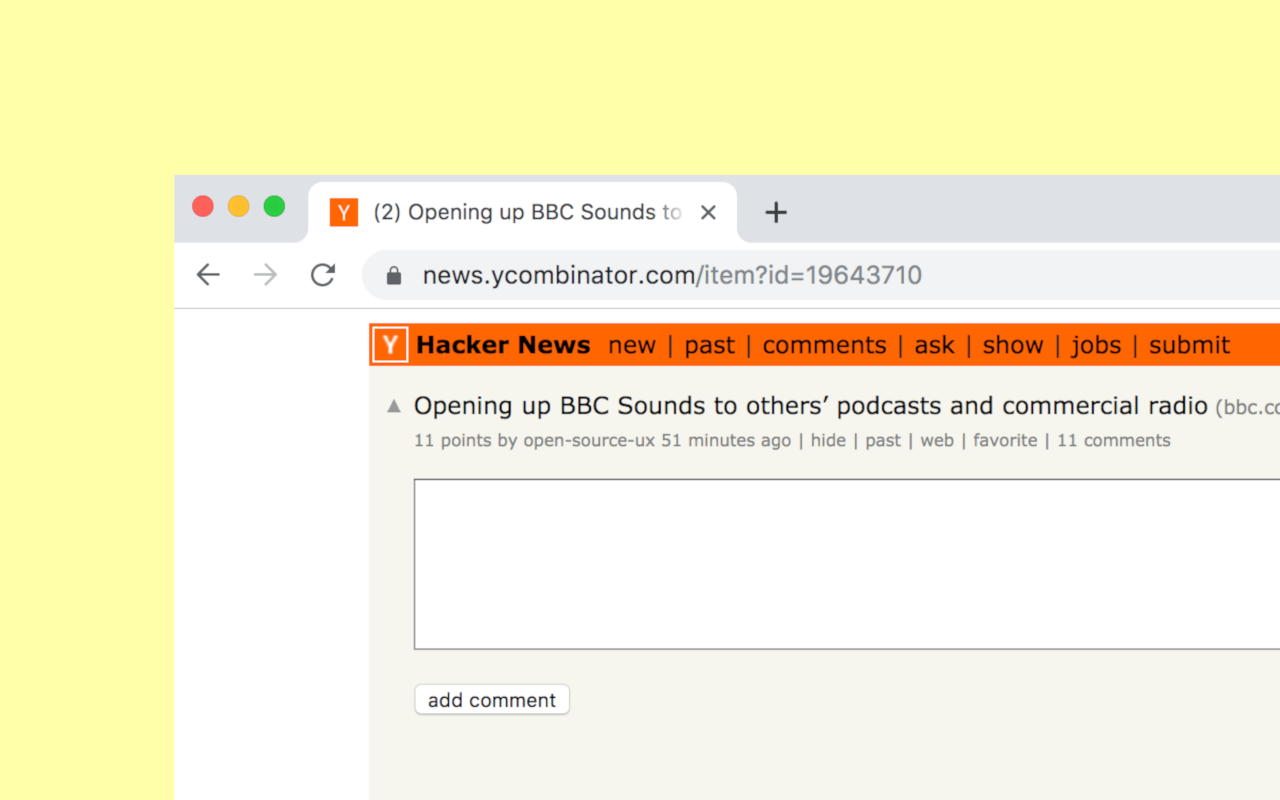 Y (2) Opening up BBC Sounds to
news.ycombinator.com/item?id=19643710
Y Hacker News new | past | comments | ask | show | jobs | submit
Opening up BBC Sounds to others’ podcasts and commercial radio
11 points by open-source-ux 51 minutes ago | hide | past | web | favorite | 11 comments
add comment